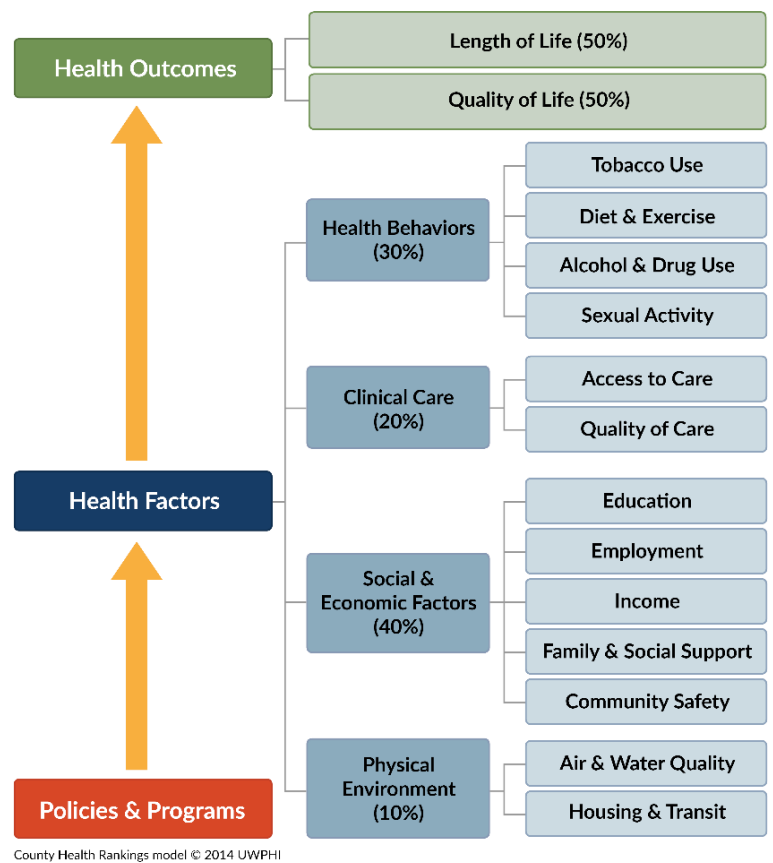 Health Outcomes
Length of Life (50%)
Quality of Life (50%)
Health Behaviors
(30%)
Tobacco Use
Diet & Exercise
Alcohol & Drug Use
Sexual Activity
Clinical Care
(20%)
Access to Care
Quality of Care
Health Factors
Social &
Economic Factors
(40%)
Education
Employment
Income
Family & Social Support
Community Safety
Physical
Environment
(10%)
Air & Water Quality
Housing & Transit
Policies & Programs
County Health Rankings model © 2014 UWPHI